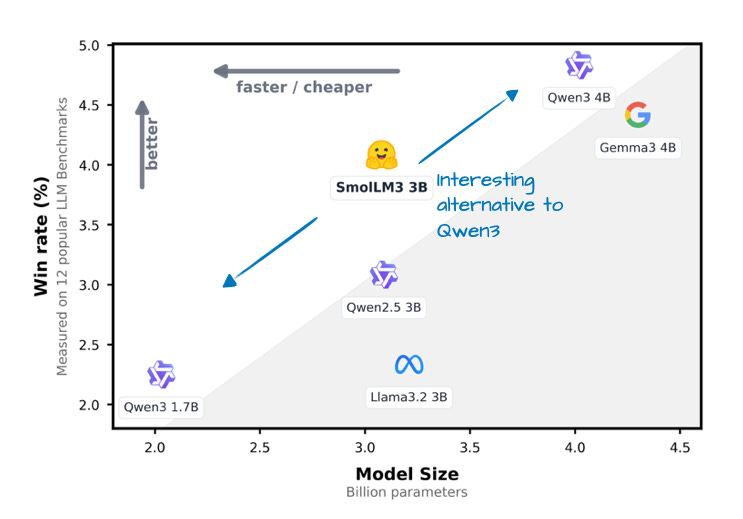 5.0
4.5
4.0
3.5
3.0
2.5
2.0
Win rate (%)
Measured on 12 popular LLM Benchmarks
faster / cheaper
better
Qwen3 4B
Gemma3 4B
SmolLM3 3B
Interesting
alternative to
Qwen3
Qwen2.5 3B
Llama3.2 3B
Qwen3 1.7B
2.0 2.5 3.0 3.5 4.0 4.5
Model Size
Billion parameters